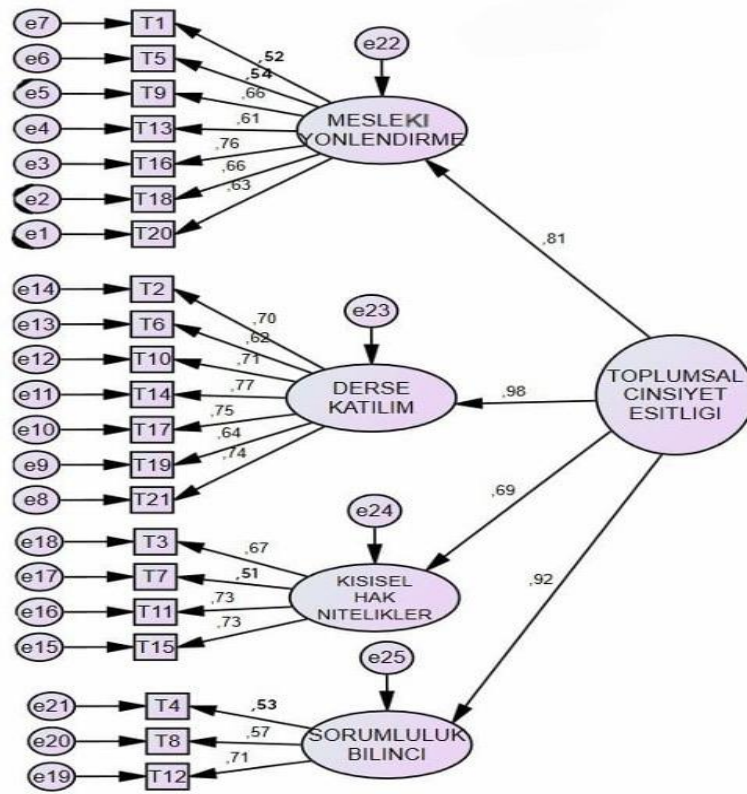 e7 T1
,52
e22
e6 T5
,54
e5 T9
,66
e4 T13
,61
MESLEKI
YONLENDIRME
e3 T16
,76
e2 T18
,66
e1 T20
,63
,81
e14 T2
,70
e23
e13 T6
,62
e12 T10
,71
e11 T14
,77
DERSE
KATILIM
,98
TOPLUMSAL
CINSIYET
ESITLIGI
e10 T17
,75
e9 T19
,64
e8 T21
,74
e18 T3
,67
e24
,69
e17 T7
,51
KISISEL
HAK
NITELIKLER
e16 T11
,73
e15 T15
,73
,92
e25
e21 T4
,53
e20 T8
,57
SORUMLULUK
BILINCI
e19 T12
,71